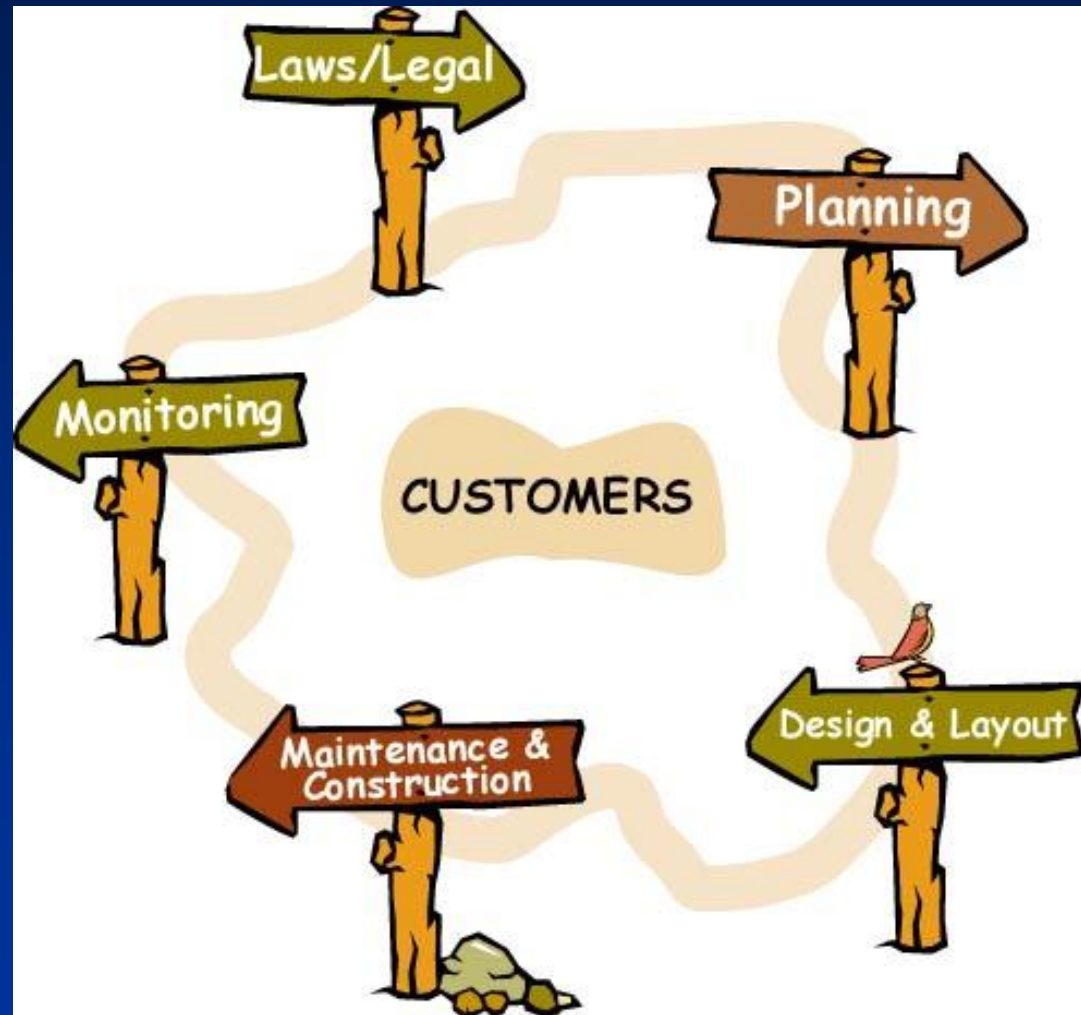 Laws/Legal
Planning
Monitoring
CUSTOMERS
Design & Layout
Maintenance &
Construction